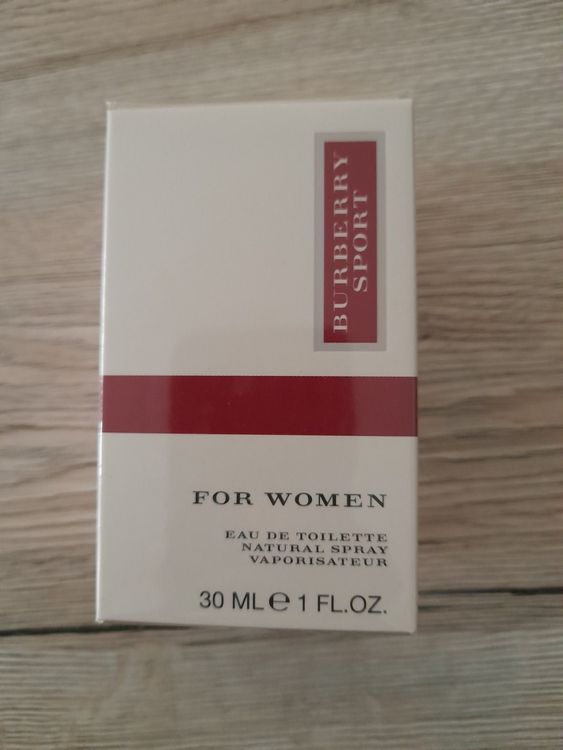 BURBERRY
SPORT
FOR WOMEN
EAU DE TOILETTE
NATURAL SPRAY
VAPORISATEUR
30 ML ℮ 1 FL.OZ.